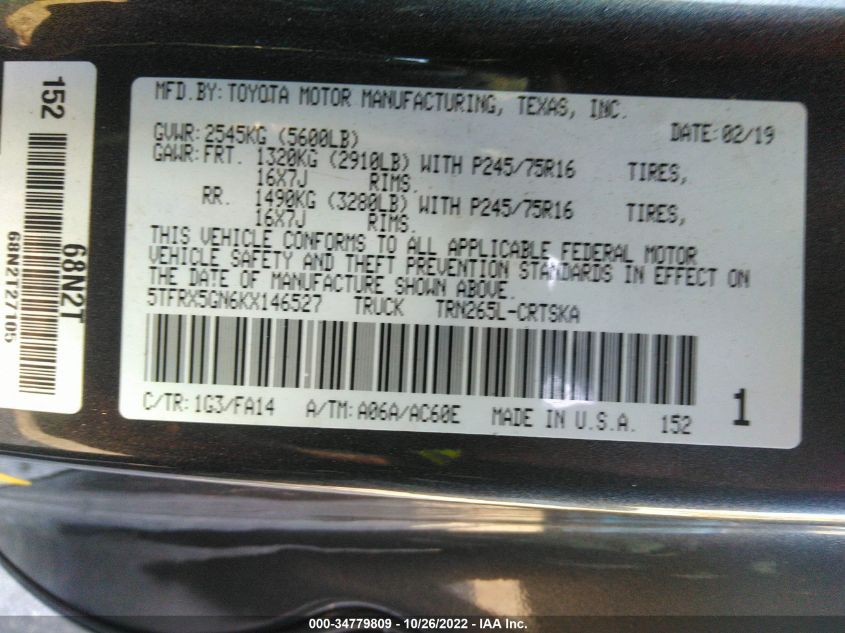 152
68N2T
68N2T27105
MFD.BY:TOYOTA MOTOR MANUFACTURING, TEXAS, INC.
GVWR:2545KG (5600LB) DATE:02/19
GAWR:FRT. 1320KG (2910LB) WITH P245/75R16 TIRES,
16X7J RIMS.
RR. 1490KG (3280LB) WITH P245/75R16 TIRES,
16X7J RIMS.
THIS VEHICLE CONFORMS TO ALL APPLICABLE FEDERAL MOTOR
VEHICLE SAFETY AND THEFT PREVENTION STANDARDS IN EFFECT ON
THE DATE OF MANUFACTURE SHOWN ABOVE.
5TFRX5GN6KX146527 TRUCK TRN265L-CRTSKA
C/TR:1G3/FA14 A/TM:A06A/AC60E MADE IN U.S.A. 152
1
000-34779809 | 10/26/2022 | © IAA Inc.